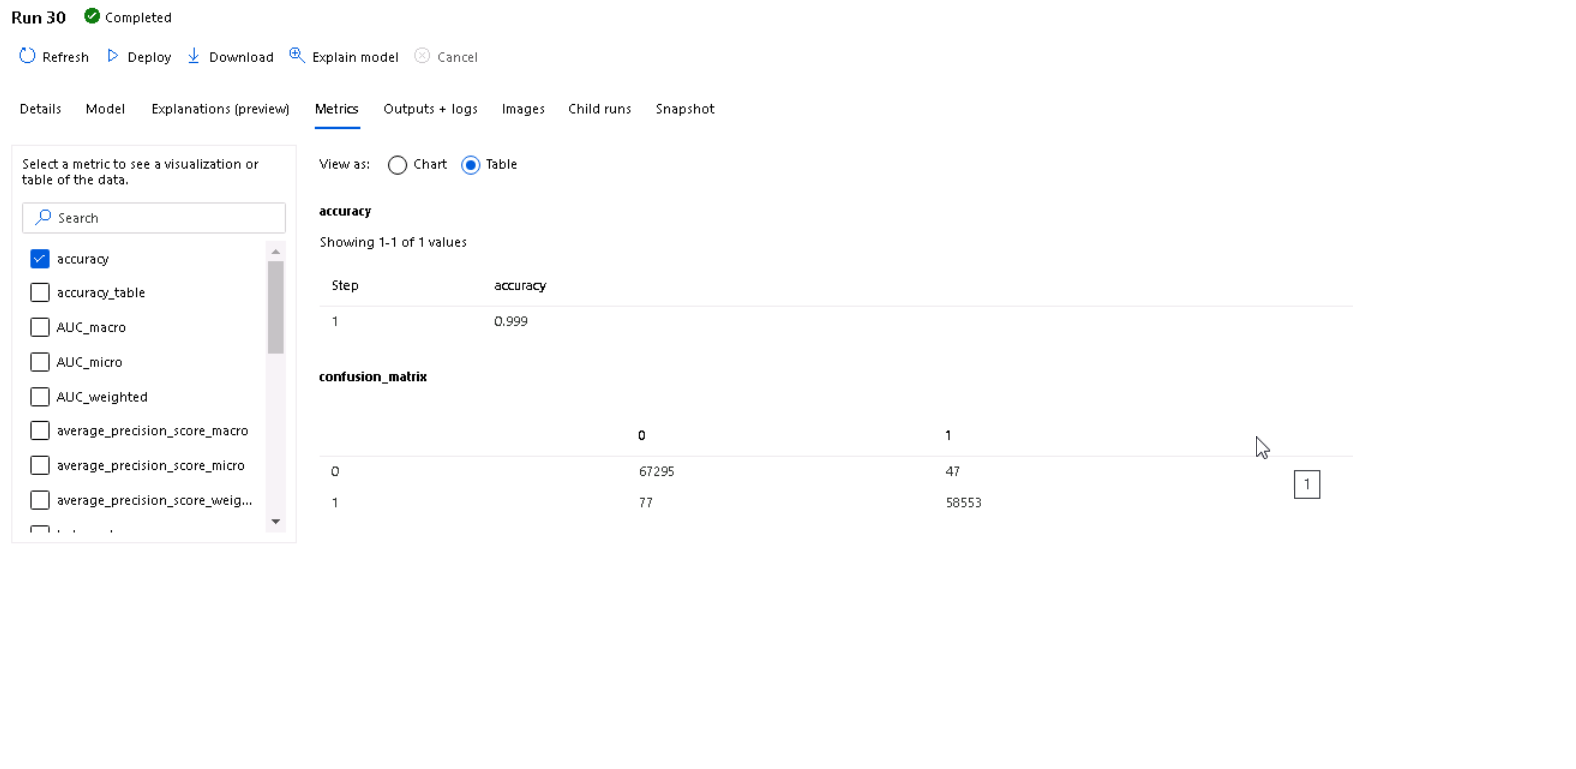 Run 30 Completed
Refresh Deploy Download Explain model Cancel
Details Model Explanations (preview) Metrics Outputs + logs Images Child runs Snapshot
Select a metric to see a visualization or
table of the data.
Search
accuracy
accuracy_table
AUC_macro
AUC_micro
AUC_weighted
average_precision_score_macro
average_precision_score_micro
average_precision_score_weig...
View as: Chart Table
accuracy
Showing 1-1 of 1 values
Step accuracy
1 0.999
confusion_matrix
0 1
0 67295 47
1 77 58553
1